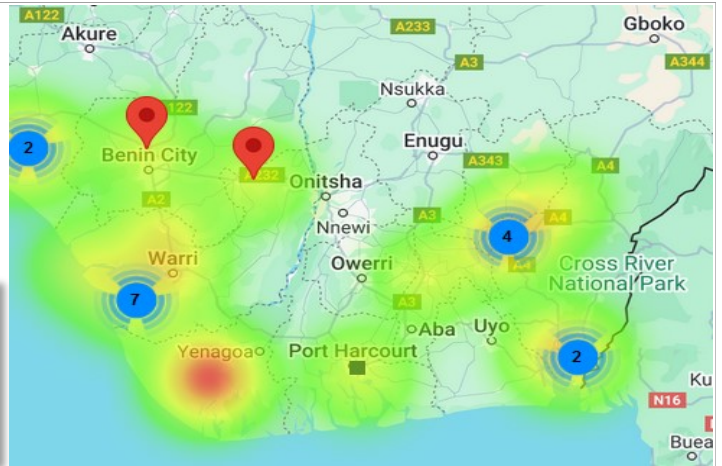 A122
Akure
A233
Gboko
A3
A344
Nsukka
122
2
Enugu
Benin City
A343
A4
A232
Onitsha
A2
A3
A4
Nnewi
4
Warri
Owerri
A4
Cross River
National Park
7
A3
Aba
Uyo
Yenagoa
Port Harcourt
2
Ku
N16
Buea